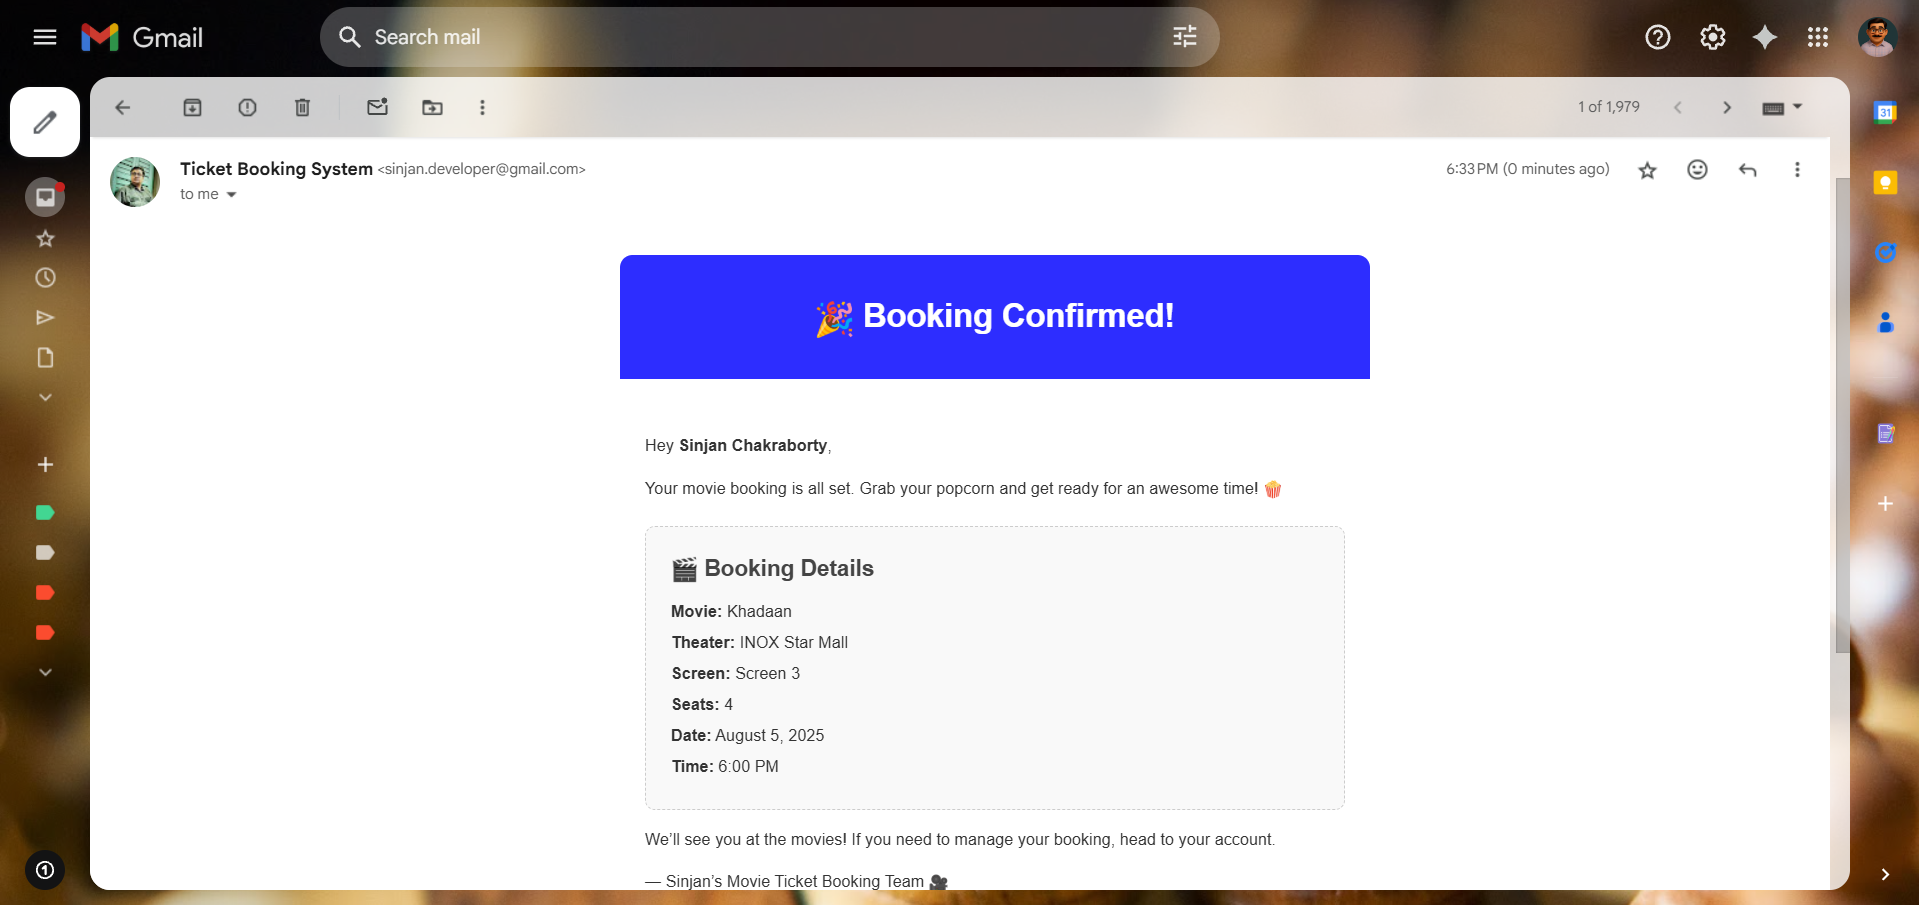 Gmail
Search mail
1 of 1,979
31
Ticket Booking System <sinjan.developer@gmail.com>
6:33 PM (0 minutes ago)
to me
🎉 Booking Confirmed!
Hey Sinjan Chakraborty,
Your movie booking is all set. Grab your popcorn and get ready for an awesome time! 🍿
🎬 Booking Details
Movie: Khadaan
Theater: INOX Star Mall
Screen: Screen 3
Seats: 4
Date: August 5, 2025
Time: 6:00 PM
We’ll see you at the movies! If you need to manage your booking, head to your account.
— Sinjan’s Movie Ticket Booking Team 🎥
1